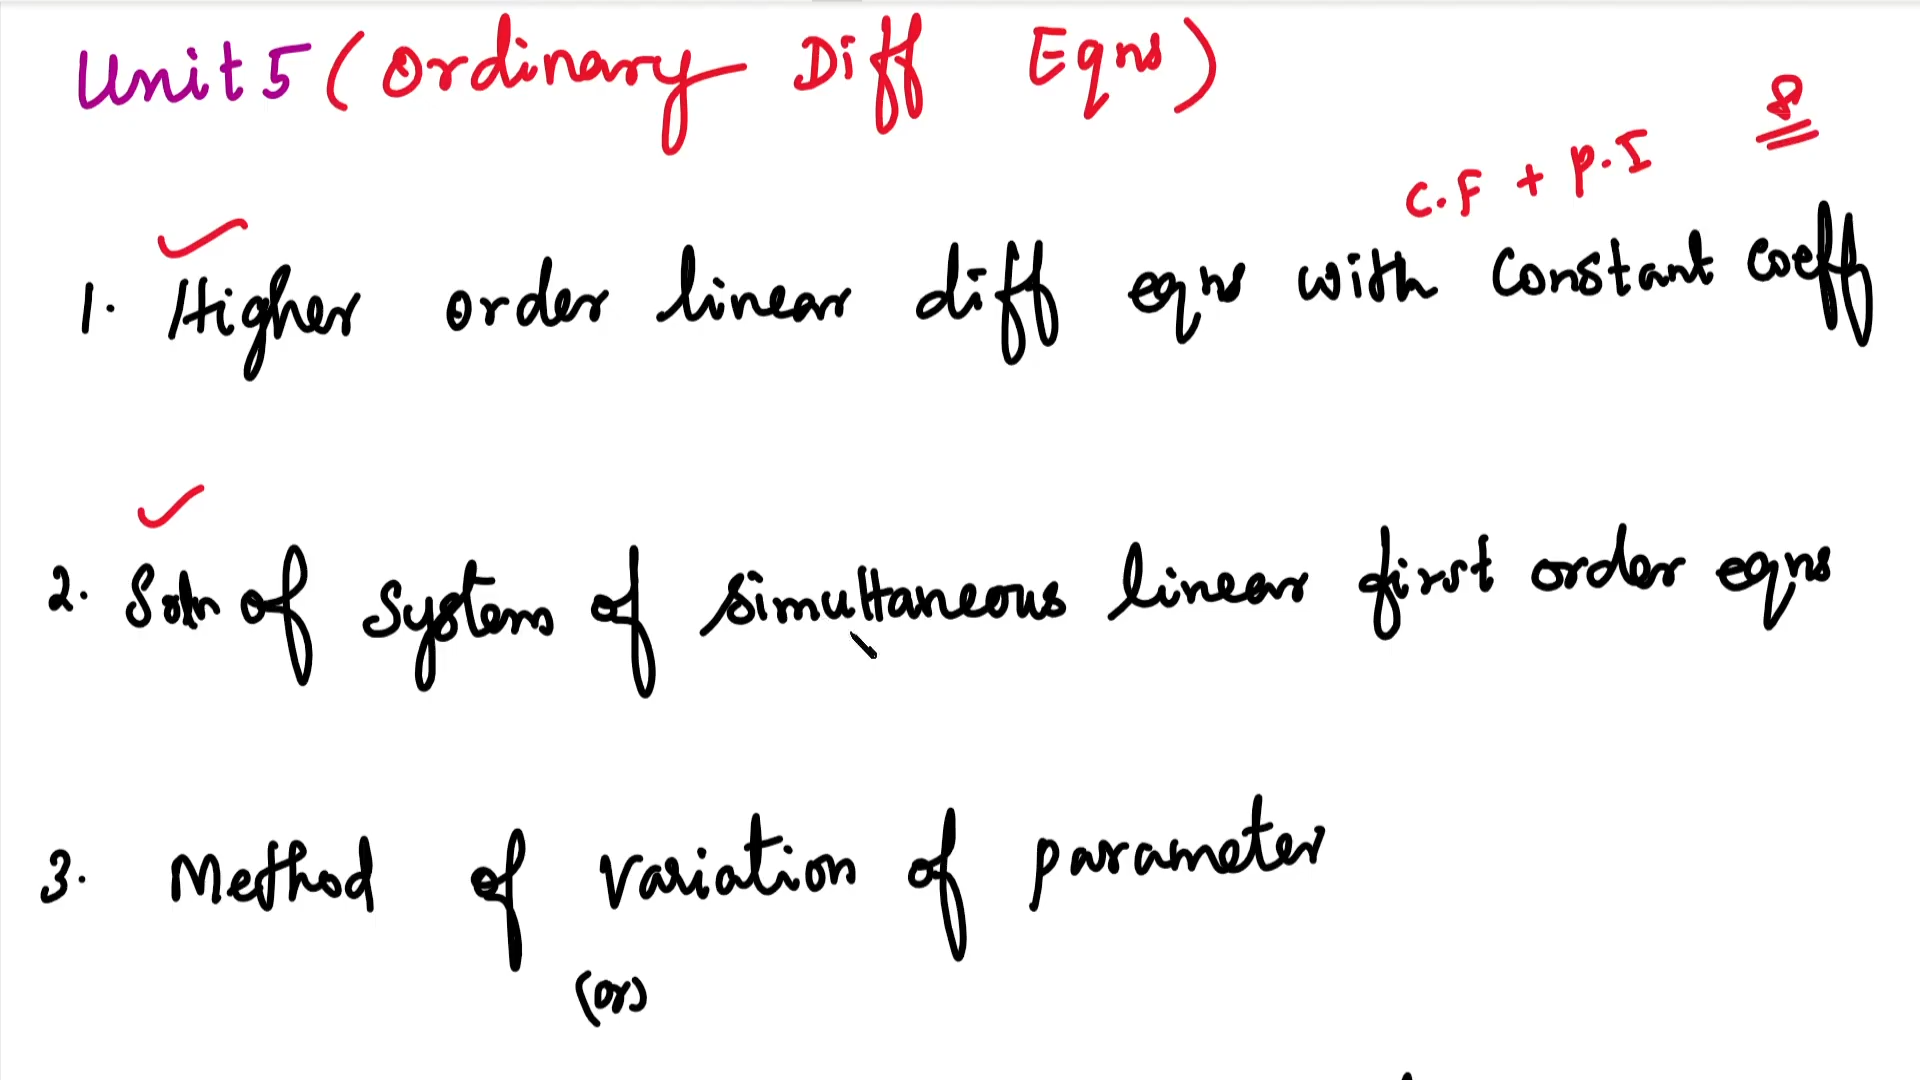 Unit 5 (Ordinary Diff Eqns)
8
C.F + P.I
1. Higher order linear diff eqns with Constant coeff
2. Soln of System of simultaneous linear first order eqns
3. Method of variation of parameter
(or)